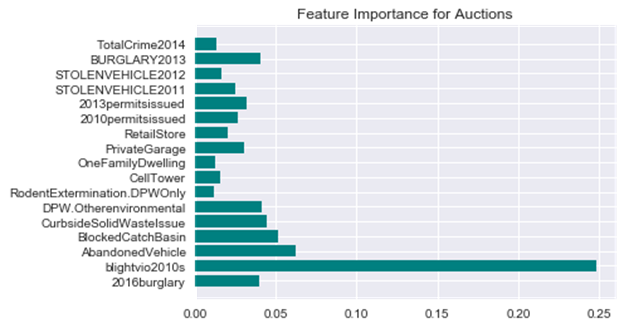 Feature Importance for Auctions
TotalCrime2014
BURGLARY2013
STOLENVEHICLE2012
STOLENVEHICLE2011
2013permitsissued
2010permitsissued
RetailStore
PrivateGarage
OneFamilyDwelling
CellTower
RodentExtermination.DPWOnly
DPW.Otherenvironmental
CurbsideSolidWasteIssue
BlockedCatchBasin
AbandonedVehicle
blightvio2010s
2016burglary
0.00 0.05 0.10 0.15 0.20 0.25